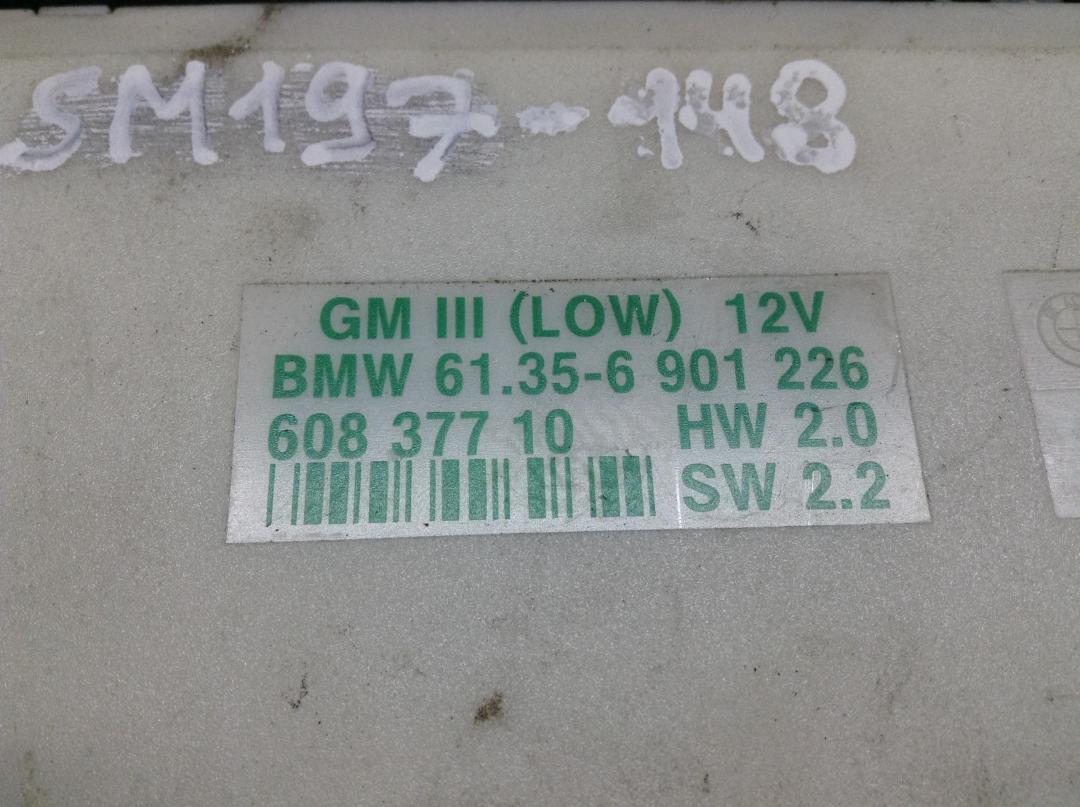 SM197-148
GM III (LOW) 12V
BMW 61.35-6 901 226
608 377 10 HW 2.0
SW 2.2